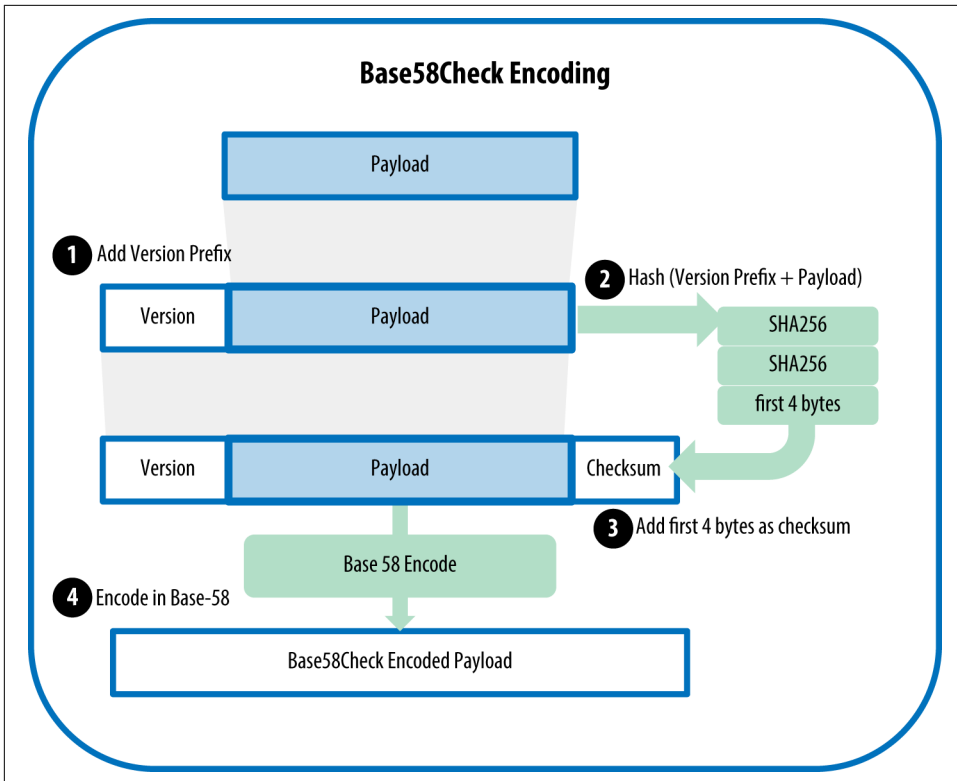 Base58Check Encoding
Payload
1 Add Version Prefix
2 Hash (Version Prefix + Payload)
Version Payload
SHA256
SHA256
first 4 bytes
Version Payload Checksum
3 Add first 4 bytes as checksum
Base 58 Encode
4 Encode in Base-58
Base58Check Encoded Payload